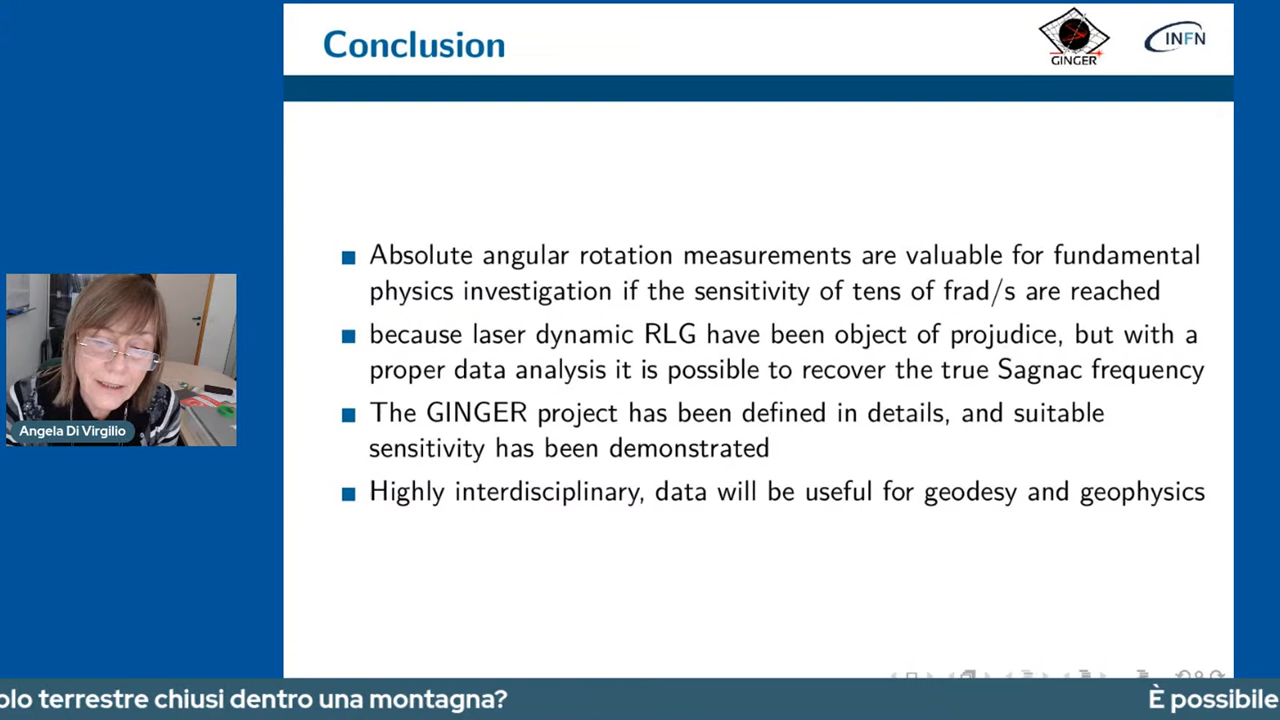 Conclusion
GINGER
INFN
Absolute angular rotation measurements are valuable for fundamental
physics investigation if the sensitivity of tens of frad/s are reached
because laser dynamic RLG have been object of projudice, but with a
proper data analysis it is possible to recover the true Sagnac frequency
The GINGER project has been defined in details, and suitable
sensitivity has been demonstrated
Highly interdisciplinary, data will be useful for geodesy and geophysics
Angela Di Virgilio
olo terrestre chiusi dentro una montagna? È possibile